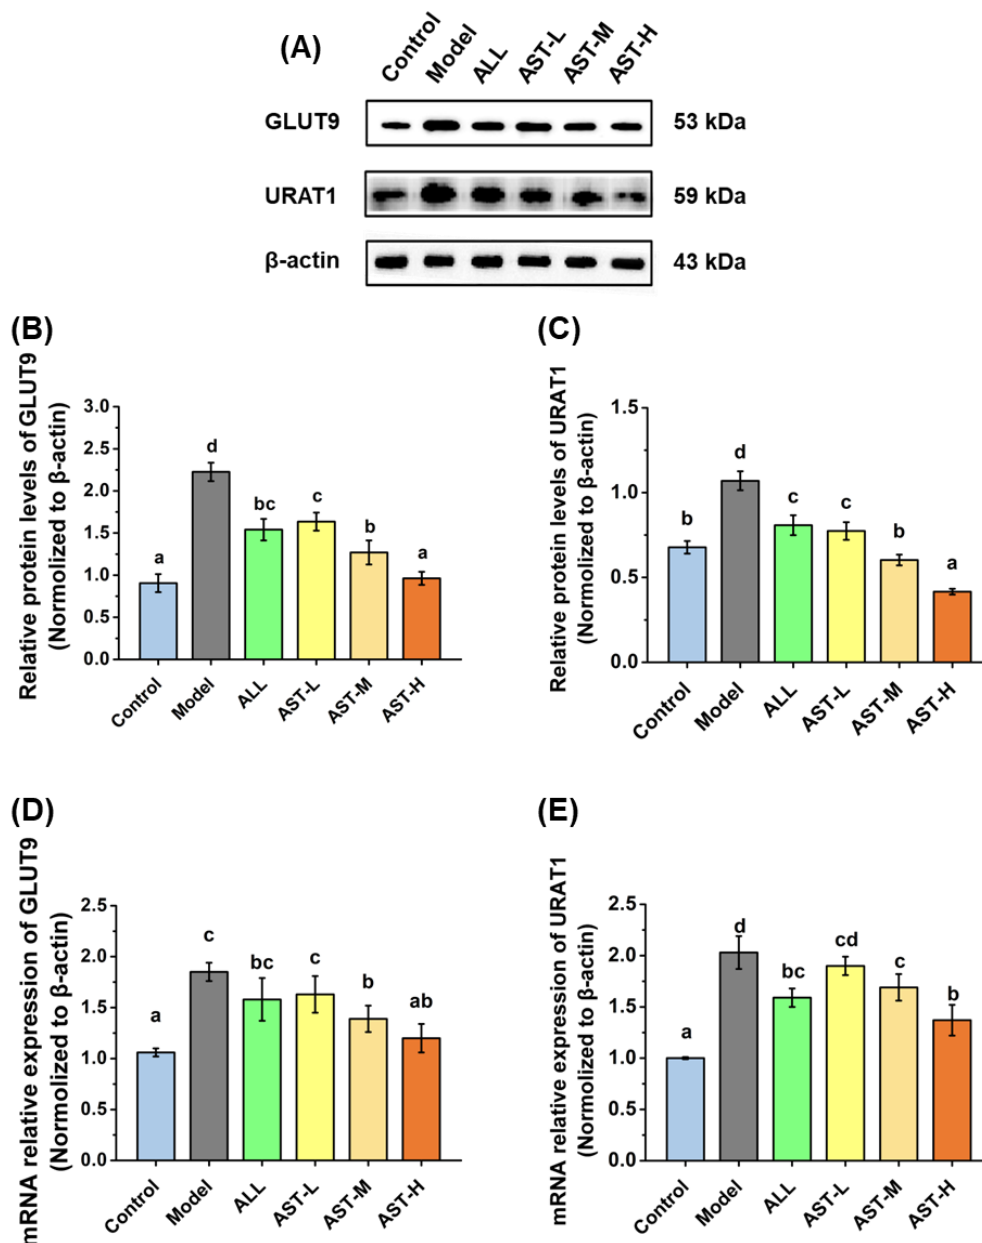 (A)
Control Model ALL AST-L AST-M AST-H
GLUT9 53 kDa
URAT1 59 kDa
β-actin 43 kDa
(B)
Relative protein levels of GLUT9
(Normolized to β-actin)
3.0
2.5
2.0
1.5
1.0
0.5
0.0
a d bc c b a
Control Model ALL AST-L AST-M AST-H
(C)
Relative protein levels of URAT1
(Normolized to β-actin)
1.5
1.0
0.5
0.0
b d c c b a
Control Model ALL AST-L AST-M AST-H
(D)
mRNA relative expression of GLUT9
(Normolized to β-actin)
2.5
2.0
1.5
1.0
0.5
0.0
a c bc c b ab
Control Model ALL AST-L AST-M AST-H
(E)
mRNA relative expression of URAT1
(Normolized to β-actin)
2.5
2.0
1.5
1.0
0.5
0.0
a d bc cd c b
Control Model ALL AST-L AST-M AST-H